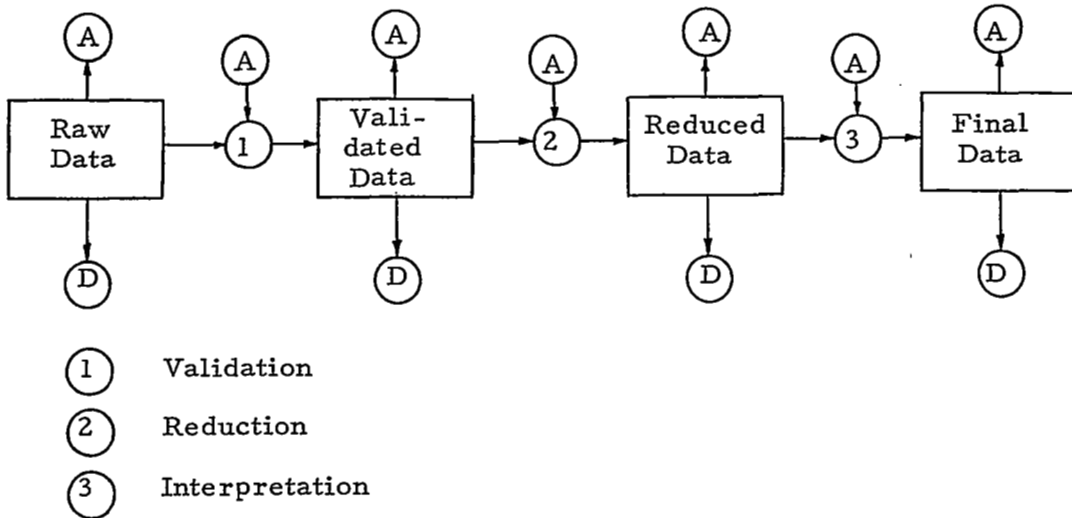 A
A
A
A
A
A
A
Raw
Data
1
Vali-
dated
Data
2
Reduced
Data
3
Final
Data
D
D
D
D
1 Validation
2 Reduction
3 Interpretation